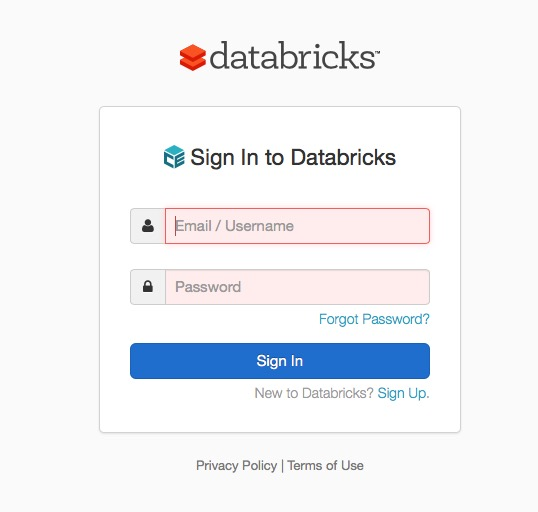 databricks™
CE Sign In to Databricks
Email / Username
Password
Forgot Password?
Sign In
New to Databricks? Sign Up.
Privacy Policy | Terms of Use